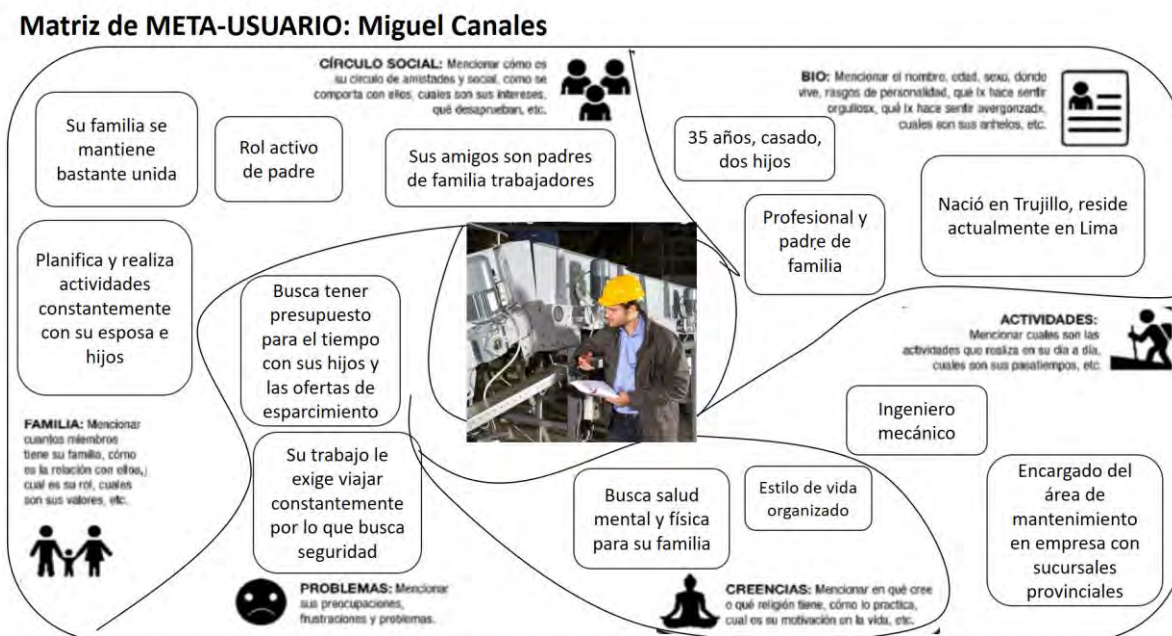 Matriz de META-USUARIO: Miguel Canales
CÍRCULO SOCIAL: Mencionar cómo es
su círculo de amistades y social, como se
comporta con ellos, cuales son sus intereses,
qué desaprueban, etc.
BIO: Mencionar el nombre, edad, sexo, donde
vive, rasgos de personalidad, qué lx hace sentir
orgullosx, qué lx hace sentir avergonzadx,
cuales son sus anhelos, etc.
Su familia se
mantiene
bastante unida
Rol activo
de padre
Sus amigos son padres
de familia trabajadores
35 años, casado,
dos hijos
Profesional y
padre de
familia
Nació en Trujillo, reside
actualmente en Lima
Planifica y realiza
actividades
constantemente
con su esposa e
hijos
Busca tener
presupuesto
para el tiempo
con sus hijos y
las ofertas de
esparcimiento
ACTIVIDADES:
Mencionar cuales son las
actividades que realiza en su día a día,
cuales son sus pasatiempos, etc.
Ingeniero
mecánico
Encargado del
área de
mantenimiento
en empresa con
sucursales
provinciales
FAMILIA: Mencionar
cuantos miembros
tiene su familia, cómo
es la relación con ellos,
cual es su rol, cuales
son sus valores, etc.
Su trabajo le
exige viajar
constantemente
por lo que busca
seguridad
Busca salud
mental y física
para su familia
Estilo de vida
organizado
PROBLEMAS: Mencionar
sus preocupaciones,
frustraciones y problemas.
CREENCIAS: Mencionar en qué cree
o qué religión tiene, cómo lo practica,
cual es su motivación en la vida, etc.